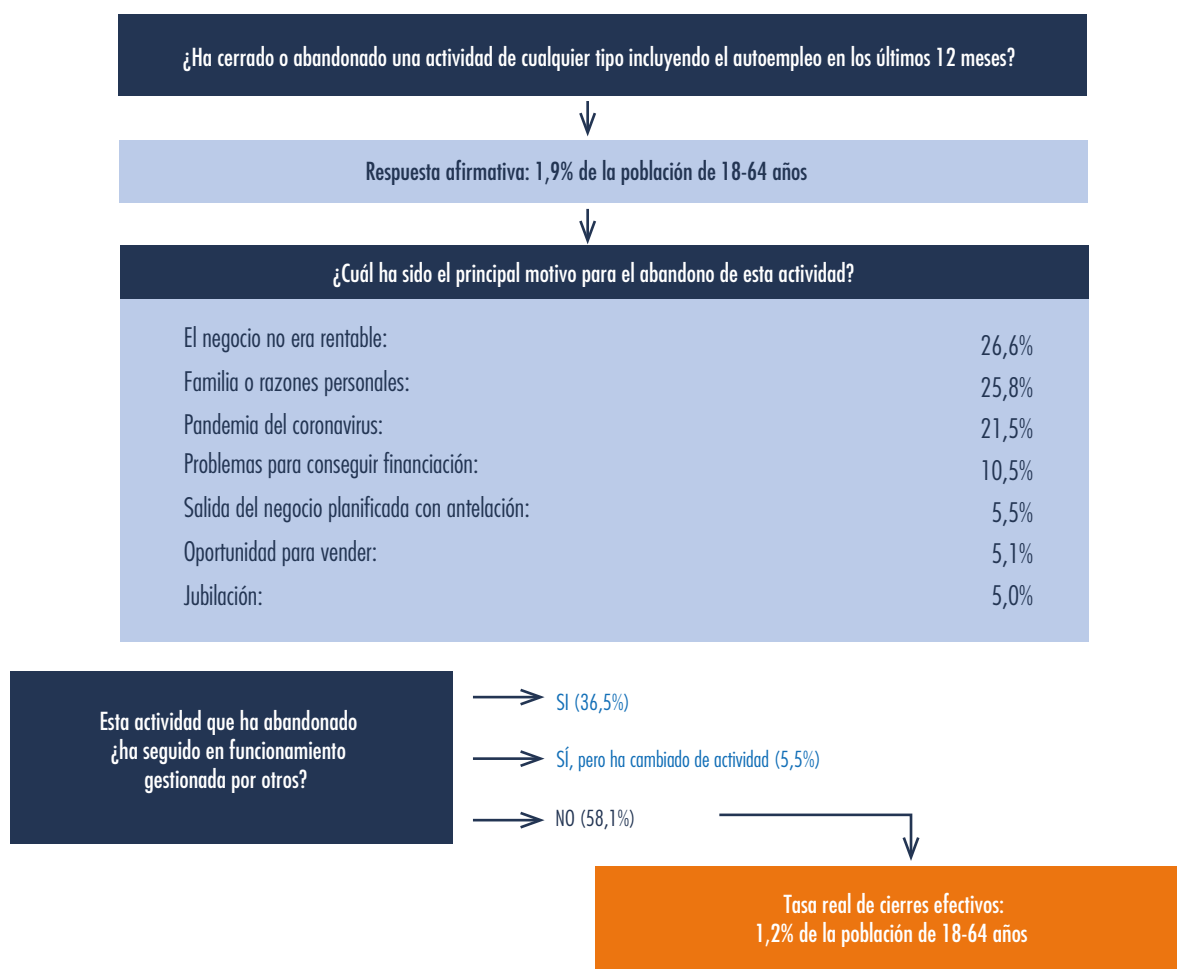 ¿Ha cerrado o abandonado una actividad de cualquier tipo incluyendo el autoempleo en los últimos 12 meses?
Respuesta afirmativa: 1,9% de la población de 18-64 años
¿Cuál ha sido el principal motivo para el abandono de esta actividad?
El negocio no era rentable: 26,6%
Familia o razones personales: 25,8%
Pandemia del coronavirus: 21,5%
Problemas para conseguir financiación: 10,5%
Salida del negocio planificada con antelación: 5,5%
Oportunidad para vender: 5,1%
Jubilación: 5,0%
Esta actividad que ha abandonado
¿ha seguido en funcionamiento
gestionada por otros?
SI (36,5%)
SÍ, pero ha cambiado de actividad (5,5%)
NO (58,1%)
Tasa real de cierres efectivos:
1,2% de la población de 18-64 años